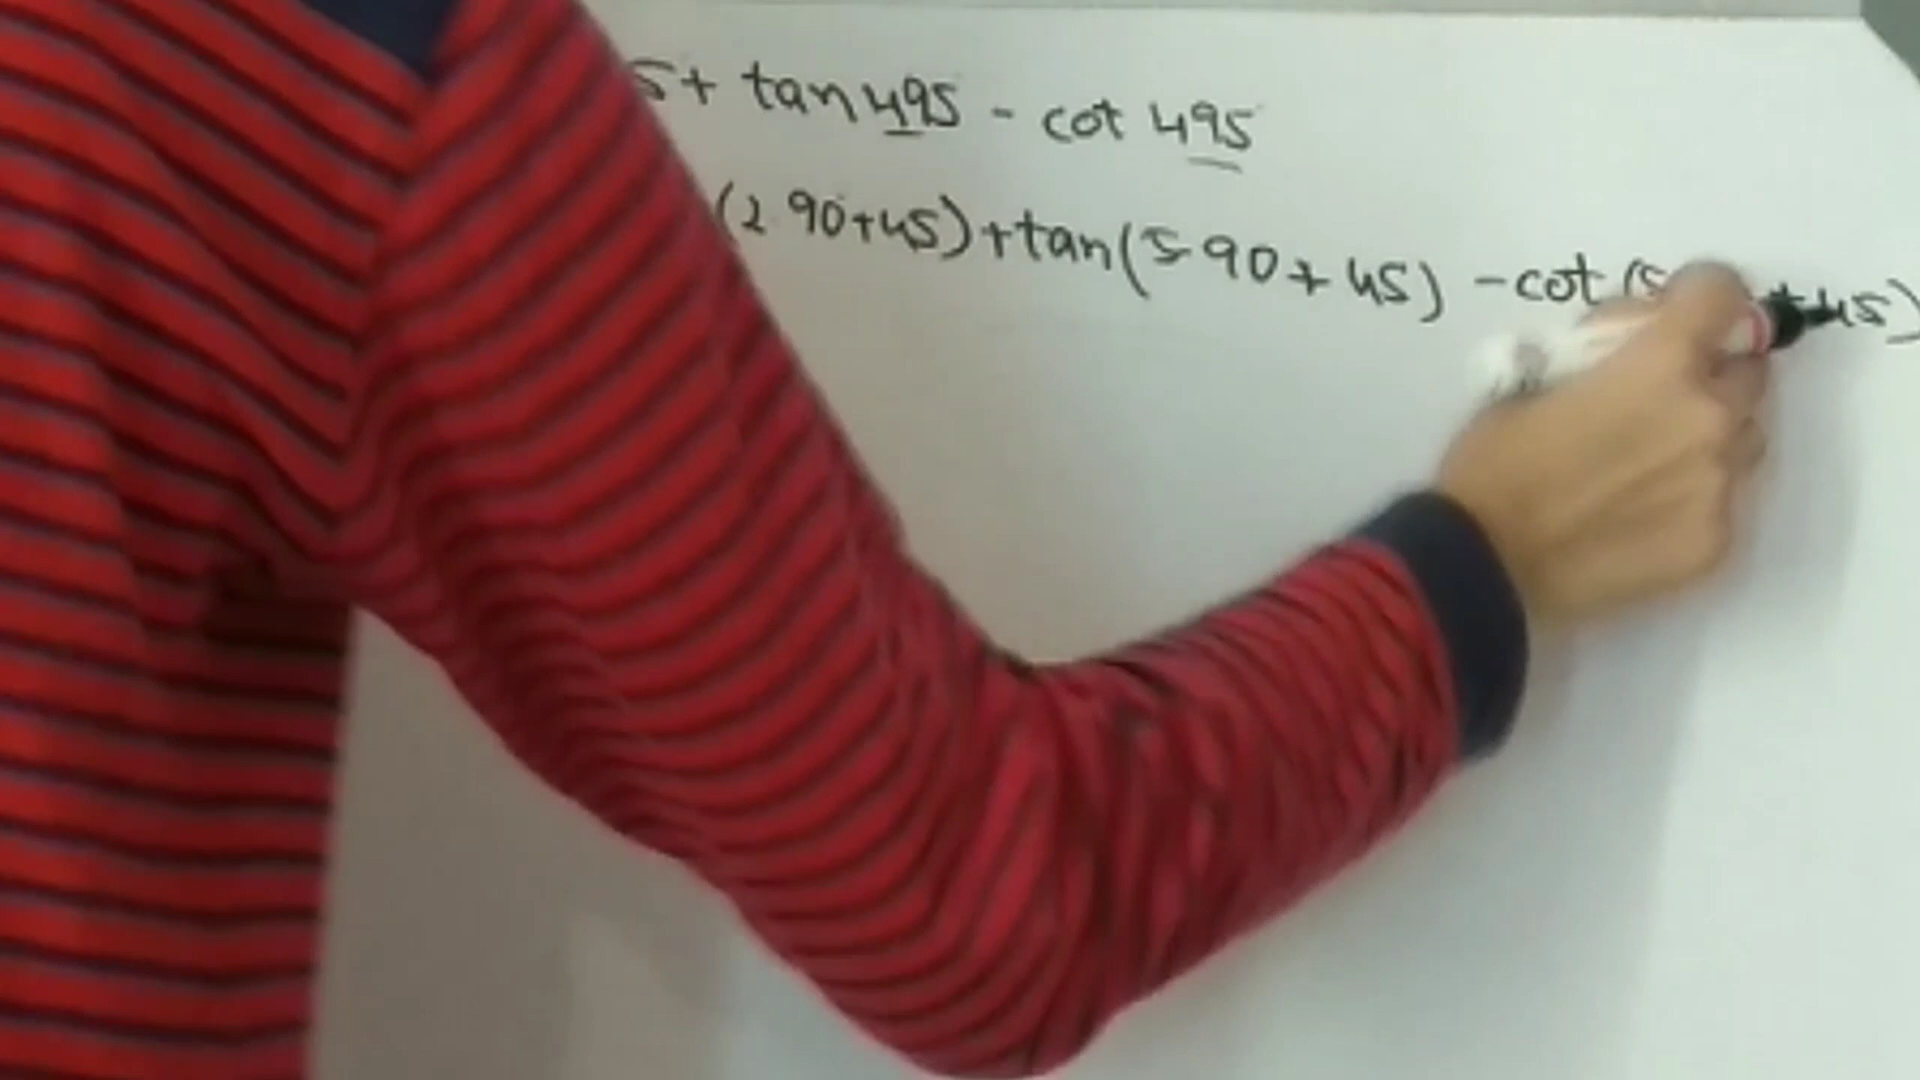 5+ tan 495 - cot 495
(2 90+45)+tan(5 90+45) -cot (5 +45)